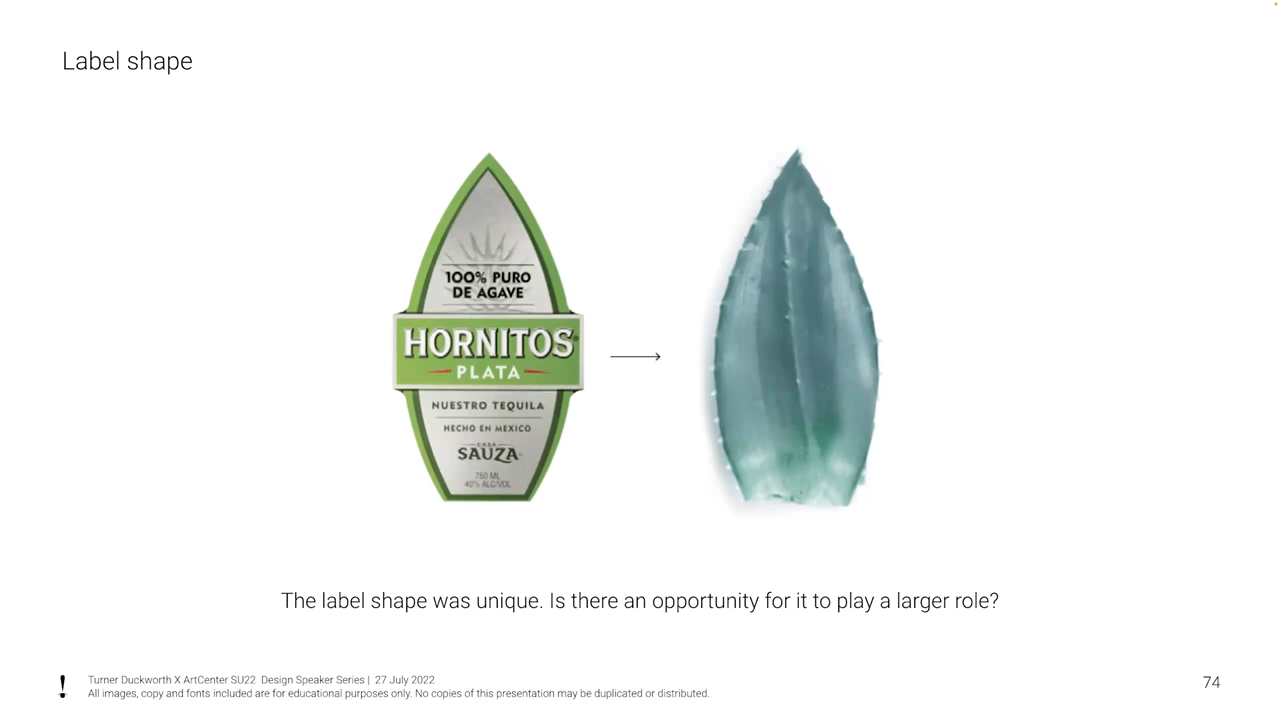 Label shape
100% PURO
DE AGAVE
HORNITOS®
PLATA
NUESTRO TEQUILA
HECHO EN MEXICO
CASA
SAUZA®
750 ML
40% ALC/VOL
The label shape was unique. Is there an opportunity for it to play a larger role?
! Turner Duckworth X ArtCenter SU22 Design Speaker Series | 27 July 2022
All images, copy and fonts included are for educational purposes only. No copies of this presentation may be duplicated or distributed.
74